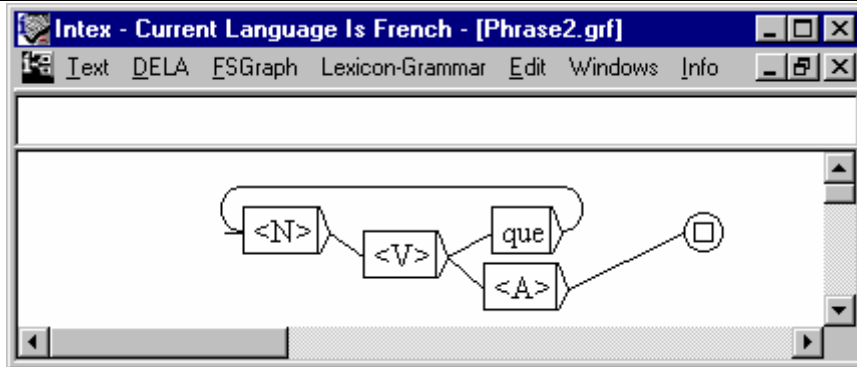 Intex - Current Language Is French - [Phrase2.grf]
Text DELA FSGraph Lexicon-Grammar Edit Windows Info
<N> que
<V>
<A>